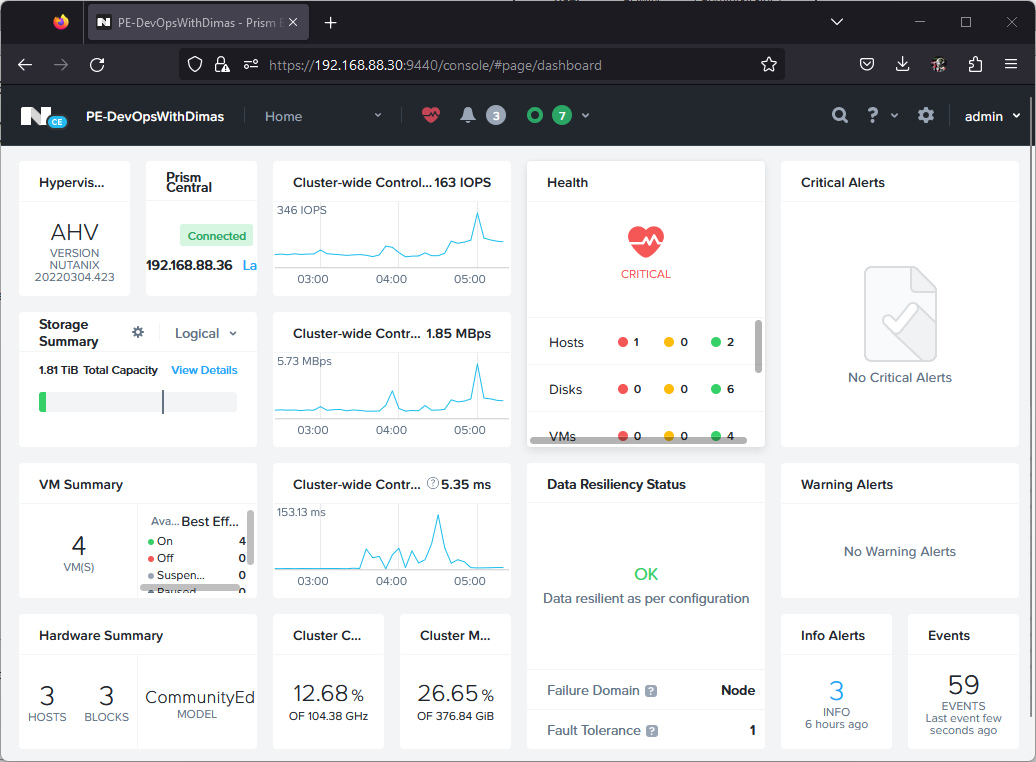 PE-DevOpsWithDimas - Prism E
https://192.168.88.30:9440/console/#page/dashboard
N CE PE-DevOpsWithDimas Home 3 7 ? admin
Hypervis...
AHV
VERSION
NUTANIX
20220304.423
Prism
Central
Connected
192.168.88.36 La
Cluster-wide Control... 163 IOPS
346 IOPS
03:00 04:00 05:00
Health
CRITICAL
Hosts 1 0 2
Disks 0 0 6
VMs 0 0 4
Critical Alerts
No Critical Alerts
Storage
Summary
Logical
1.81 TiB Total Capacity View Details
Cluster-wide Contr... 1.85 MBps
5.73 MBps
03:00 04:00 05:00
VM Summary
4
VM(S)
Ava... Best Eff...
On 4
Off 0
Suspen... 0
Paused 0
Cluster-wide Contr... ? 5.35 ms
153.13 ms
03:00 04:00 05:00
Data Resiliency Status
OK
Data resilient as per configuration
Failure Domain ? Node
Fault Tolerance ? 1
Warning Alerts
No Warning Alerts
Hardware Summary
3
HOSTS
3
BLOCKS
CommunityEd
MODEL
Cluster C...
12.68 %
OF 104.38 GHz
Cluster M...
26.65 %
OF 376.84 GiB
Info Alerts
3
INFO
6 hours ago
Events
59
EVENTS
Last event few
seconds ago